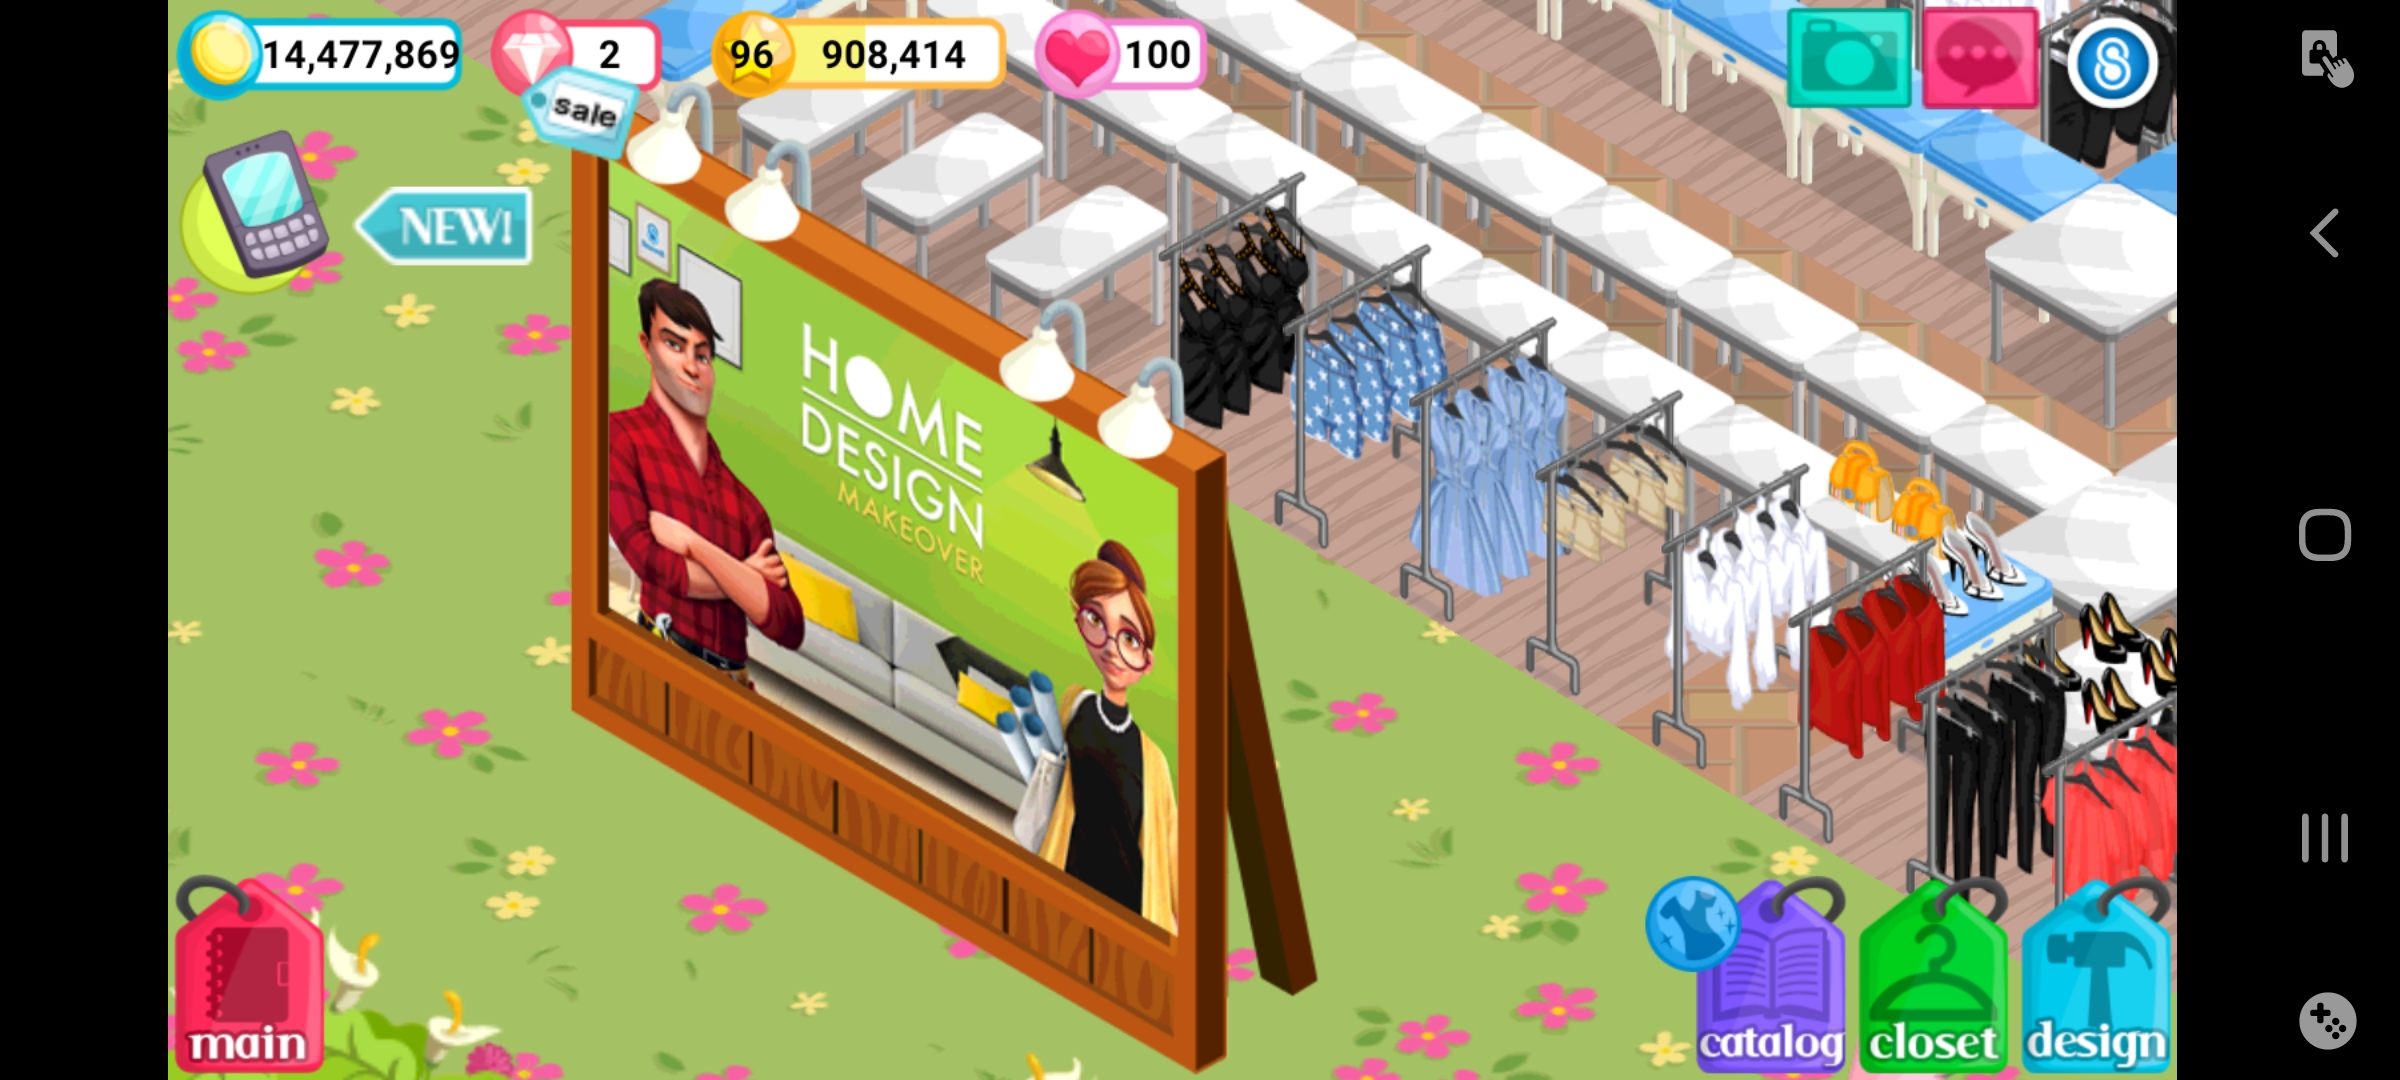 14,477,869
2
96
908,414
100
sale
NEW!
HOME
DESIGN
MAKEOVER
main
catalog
closet
design